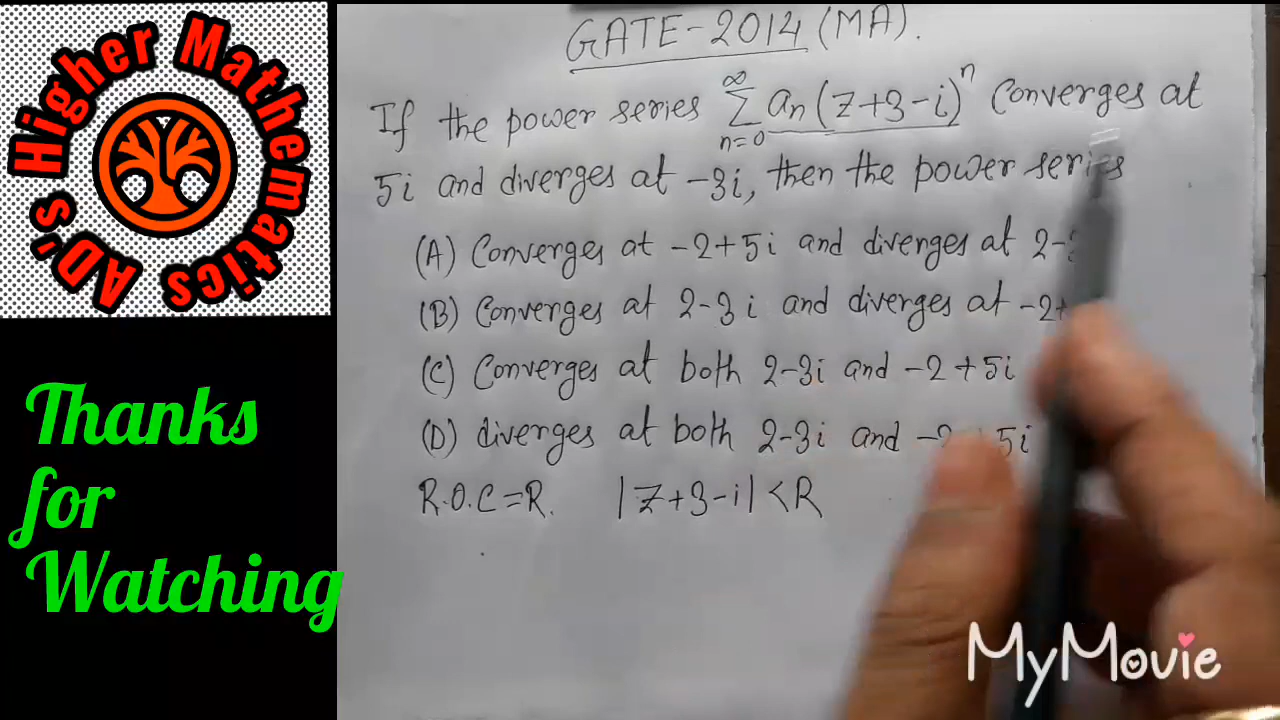 AD's Higher Mathematics
Thanks
for
Watching
GATE-2014 (MA).
If the power series ∑_{n=0}^{∞} an (z+3-i)^n Converges at
5i and diverges at -3i, then the power series
(A) Converges at -2+5i and diverges at 2-
(B) Converges at 2-3i and diverges at -2+
(C) Converges at both 2-3i and -2+5i
(D) diverges at both 2-3i and 5i
R.O.C=R. |z+3-i|<R
MyMovie